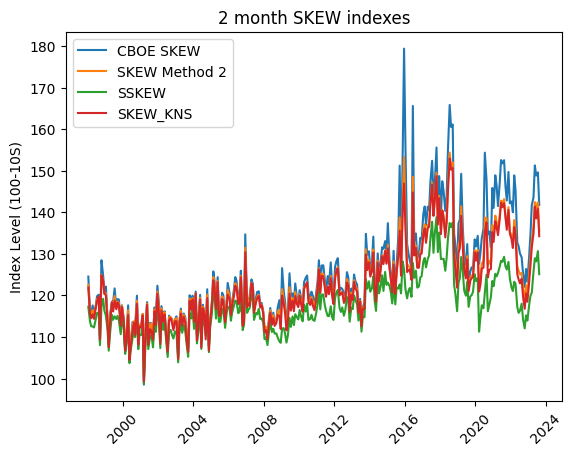 2 month SKEW indexes
CBOE SKEW
SKEW Method 2
SSKEW
SKEW_KNS
Index Level (100-10S)
180
170
160
150
140
130
120
110
100
2000
2004
2008
2012
2016
2020
2024